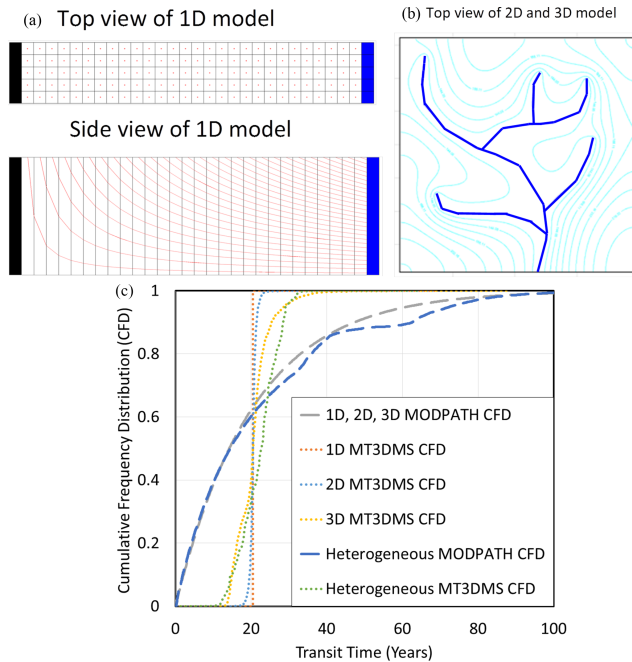 (a) Top view of 1D model
Side view of 1D model
(b) Top view of 2D and 3D model
(c)
Cumulative Frequency Distribution (CFD)
1
0.8
0.6
0.4
0.2
0
1D, 2D, 3D MODPATH CFD
1D MT3DMS CFD
2D MT3DMS CFD
3D MT3DMS CFD
Heterogeneous MODPATH CFD
Heterogeneous MT3DMS CFD
0 20 40 60 80 100
Transit Time (Years)